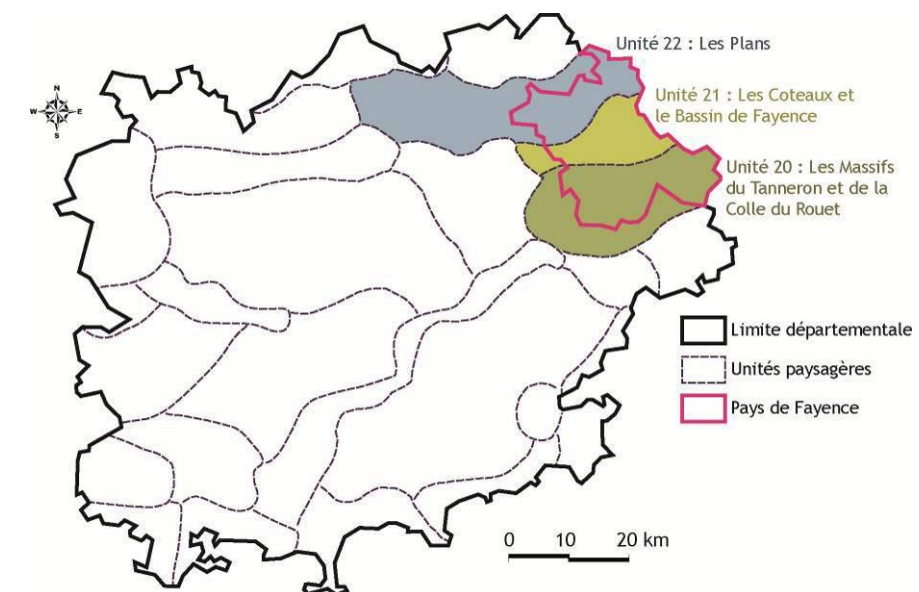 Unité 22 : Les Plans
N
W
E
S
Unité 21 : Les Coteaux et
le Bassin de Fayence
Unité 20 : Les Massifs
du Tanneron et de la
Colle du Rouet
Limite départementale
Unités paysagères
Pays de Fayence
0 10 20 km